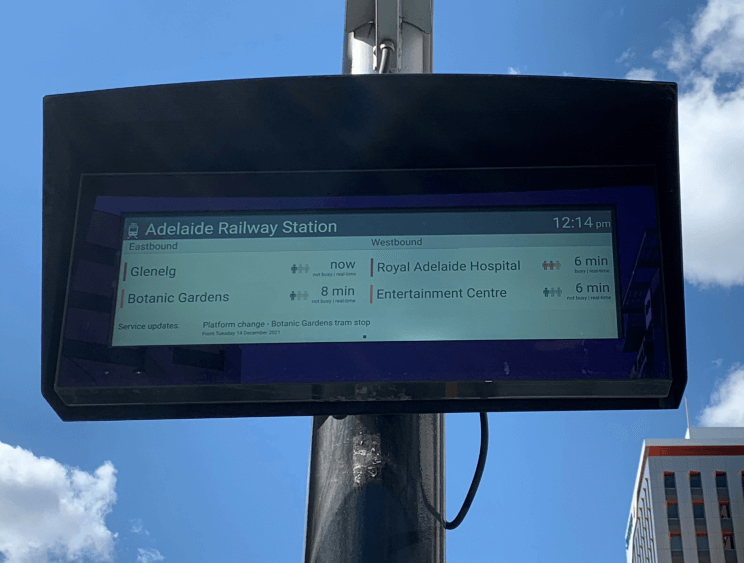 Adelaide Railway Station 12:14 pm
Eastbound Westbound
Glenelg now Royal Adelaide Hospital 6 min
not busy | real-time busy | real-time
Botanic Gardens 8 min Entertainment Centre 6 min
not busy | real-time not busy | real-time
Service updates: Platform change - Botanic Gardens tram stop
From Tuesday 14 December 2021